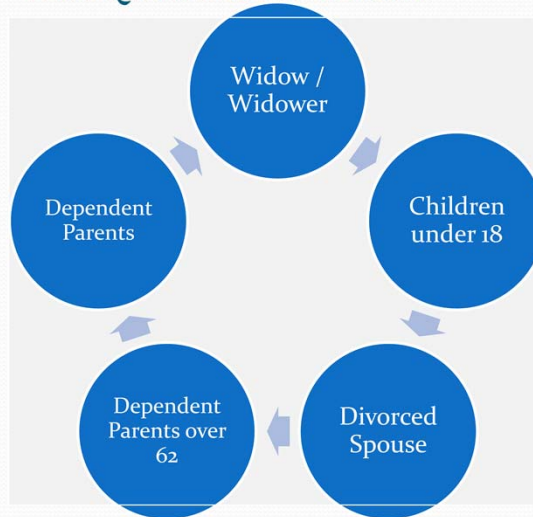 Widow /
Widower
Children
under 18
Divorced
Spouse
Dependent
Parents over
62
Dependent
Parents